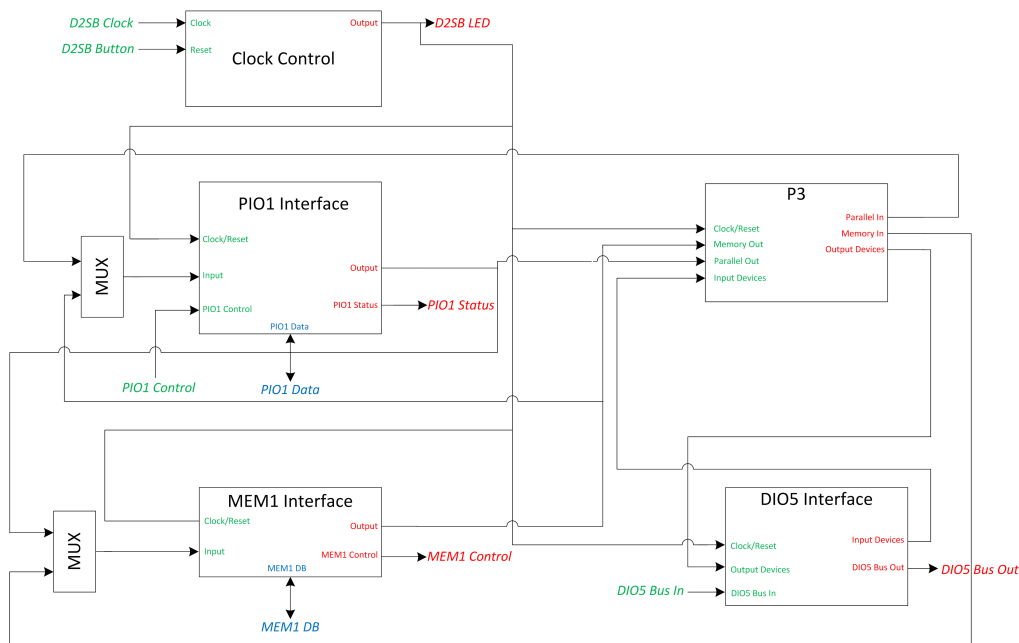 D2SB Clock
Clock
Output
D2SB LED
D2SB Button
Reset
Clock Control
PIO1 Interface
Clock/Reset
Input
Output
PIO1 Control
PIO1 Status
PIO1 Status
PIO1 Data
PIO1 Control
PIO1 Data
MUX
P3
Parallel In
Clock/Reset
Memory In
Memory Out
Output Devices
Parallel Out
Input Devices
MEM1 Interface
Clock/Reset
Output
Input
MEM1 Control
MEM1 Control
MEM1 DB
MEM1 DB
MUX
DIO5 Interface
Input Devices
Clock/Reset
Output Devices
DIO5 Bus Out
DIO5 Bus Out
DIO5 Bus In
DIO5 Bus In